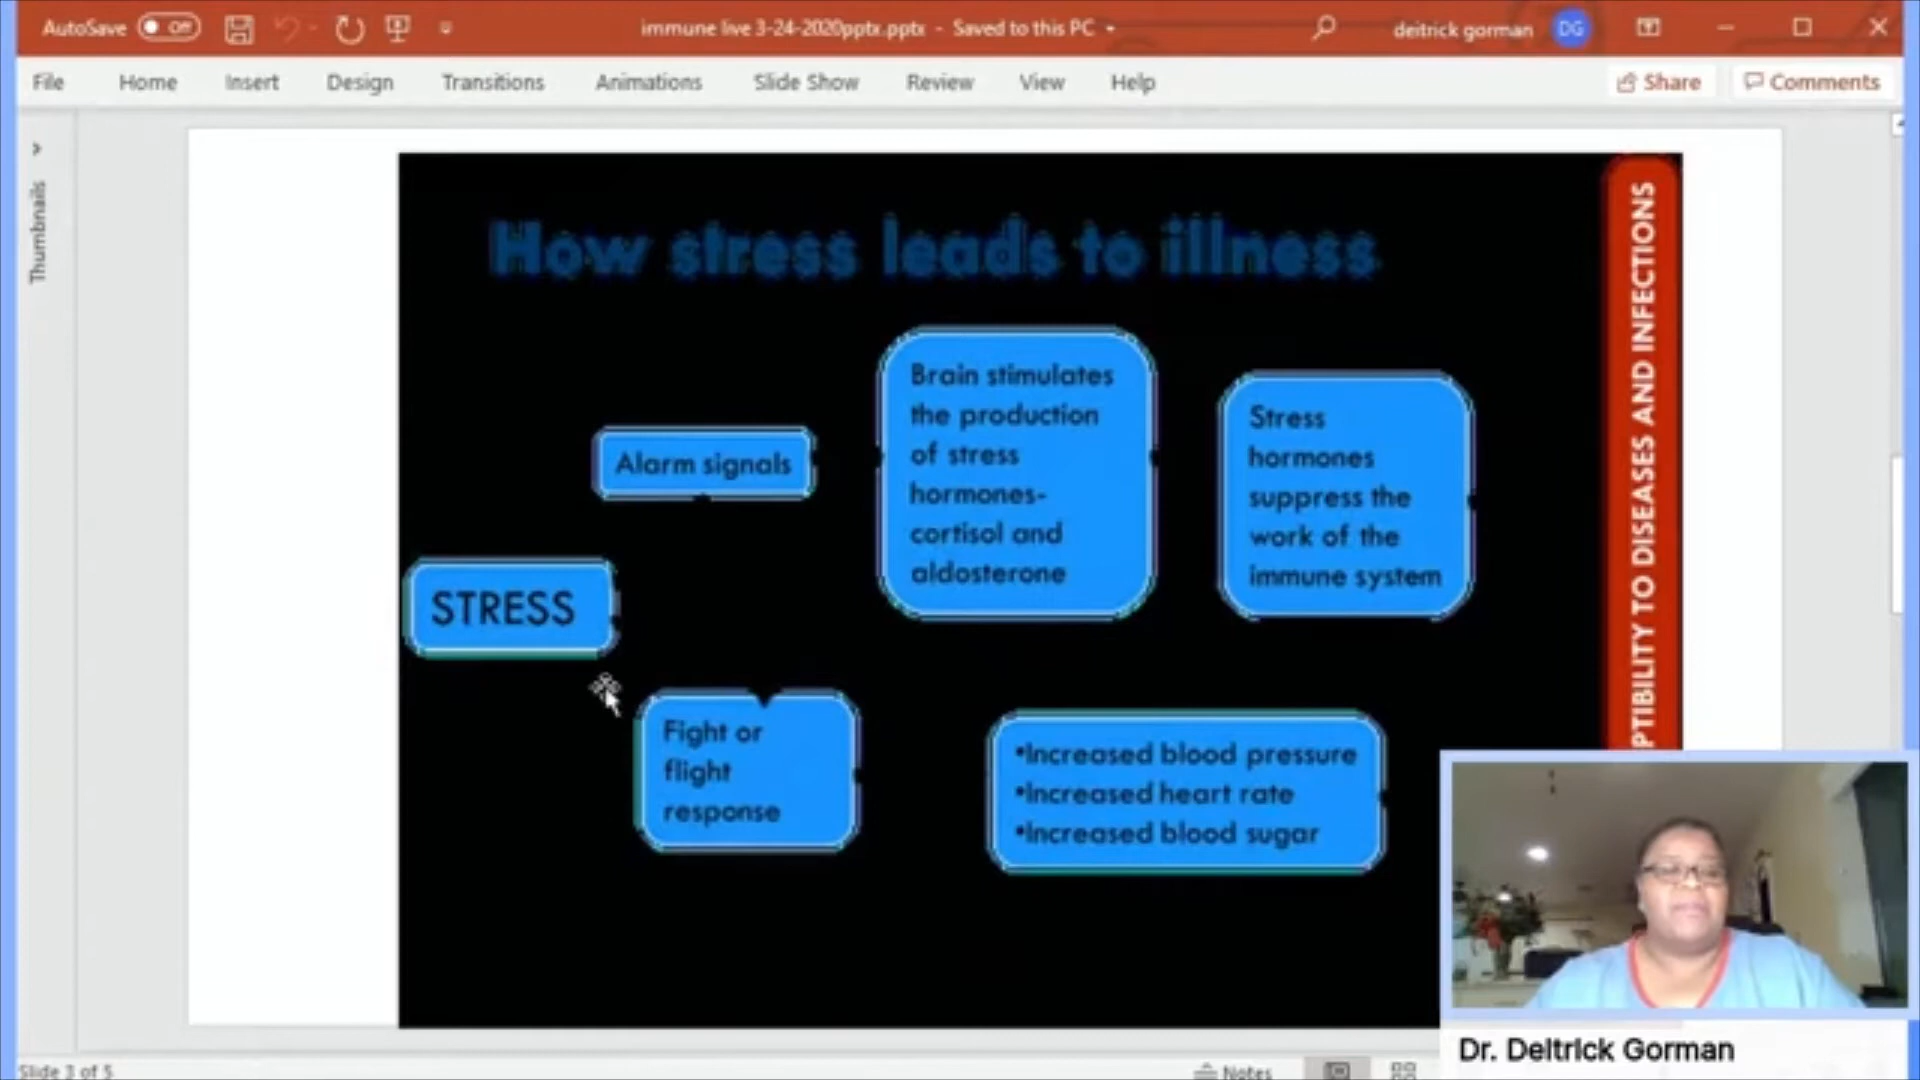 AutoSave Off
immune live 3-24-2020pptx.pptx - Saved to this PC
deitrick gorman DG
File Home Insert Design Transitions Animations Slide Show Review View Help
Share Comments
Thumbnails
How stress leads to illness
Alarm signals
Brain stimulates
the production
of stress
hormones-
cortisol and
aldosterone
Stress
hormones
suppress the
work of the
immune system
STRESS
Fight or
flight
response
•Increased blood pressure
•Increased heart rate
•Increased blood sugar
PTIBILITY TO DISEASES AND INFECTIONS
Dr. Deitrick Gorman
Slide 3 of 5
Notes